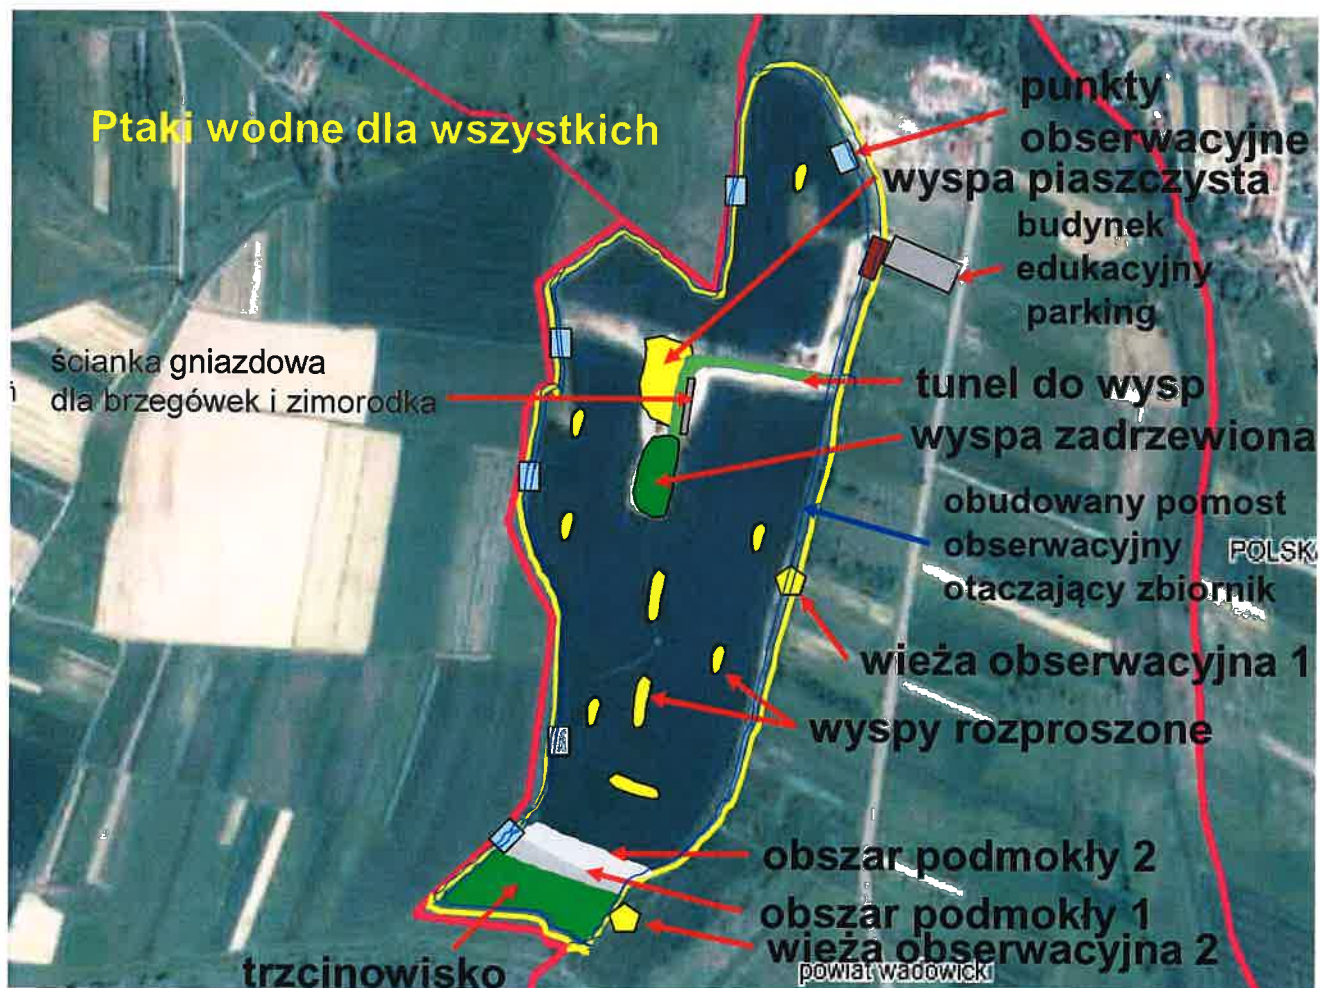 Ptaki wodne dla wszystkich
punkty
obserwacyjne
wyspa piaszczysta
budynek
edukacyjny
parking
ścianka gniazdowa
dla brzegówek i zimorodka
tunel do wysp
wyspa zadrzewiona
obudowany pomost
obserwacyjny
otaczający zbiornik
POLSK
wieża obserwacyjna 1
wyspy rozproszone
obszar podmokły 2
obszar podmokły 1
wieża obserwacyjna 2
trzcinowisko
powiat wadowicki